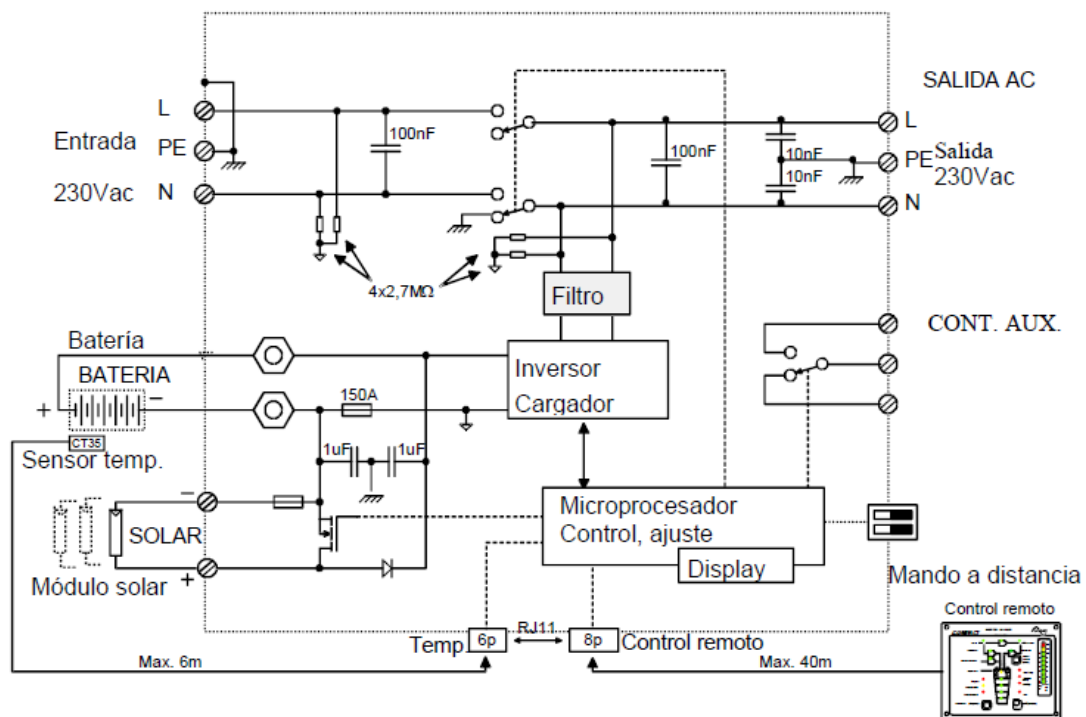 SALIDA AC
L
Entrada
PE
230Vac
N
100nF
100nF
10nF
10nF
L
PE
Salida
230Vac
N
4x2,7MΩ
Filtro
CONT. AUX.
Batería
BATERIA
+
−
150A
Inversor
Cargador
CT35
Sensor temp.
1uF
1uF
−
SOLAR
+
Módulo solar
Microprocesador
Control, ajuste
Display
Mando a distancia
Control remoto
Temp.
6p
RJ11
8p
Control remoto
Max. 6m
Max. 40m